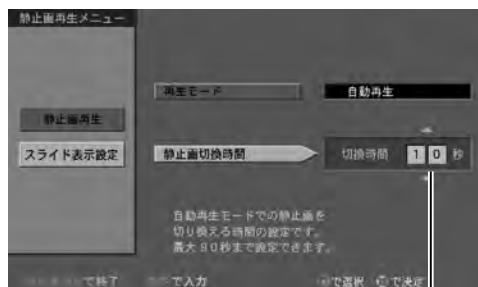 静止画再生メニュー
再生モード
自動再生
静止画再生
スライド表示設定
静止画切換時間
切換時間 10 秒
自動再生モードでの静止画を
切り換える時間の設定です。
最大90秒まで設定できます。
で終了
で入力
で選択
で決定